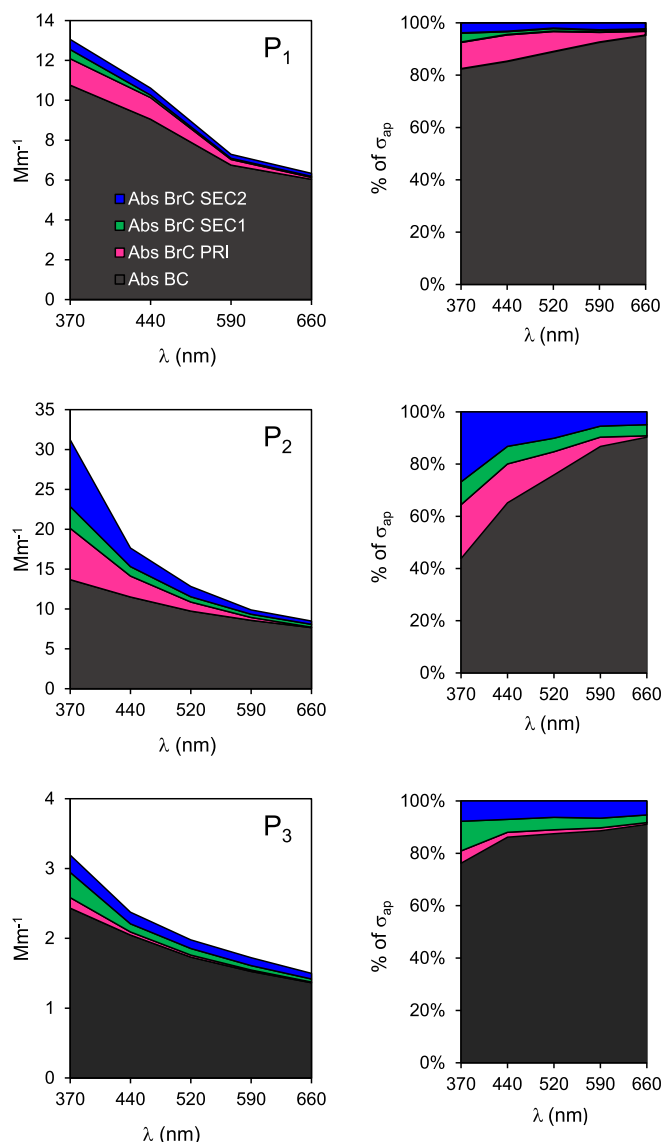 P1
Mm-1
14
12
10
8
6
4
2
0
Abs BrC SEC2
Abs BrC SEC1
Abs BrC PRI
Abs BC
370 440 590 660
λ (nm)
% of σap
100%
80%
60%
40%
20%
0%
370 440 520 590 660
λ (nm)
P2
Mm-1
35
30
25
20
15
10
5
0
370 440 520 590 660
λ (nm)
% of σap
100%
80%
60%
40%
20%
0%
370 440 520 590 660
λ (nm)
P3
Mm-1
4
3
2
1
0
370 440 520 590 660
λ (nm)
% of σap
100%
80%
60%
40%
20%
0%
370 440 520 590 660
λ (nm)